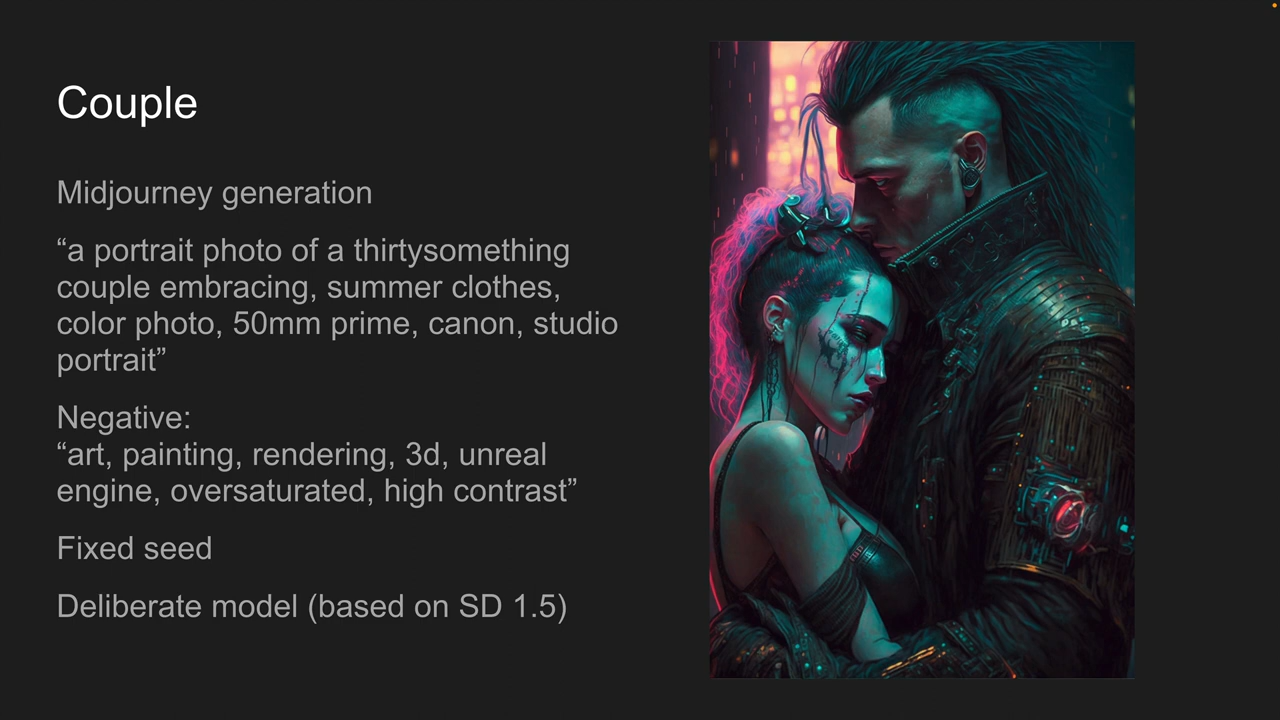 Couple
Midjourney generation
“a portrait photo of a thirtysomething
couple embracing, summer clothes,
color photo, 50mm prime, canon, studio
portrait”
Negative:
“art, painting, rendering, 3d, unreal
engine, oversaturated, high contrast”
Fixed seed
Deliberate model (based on SD 1.5)